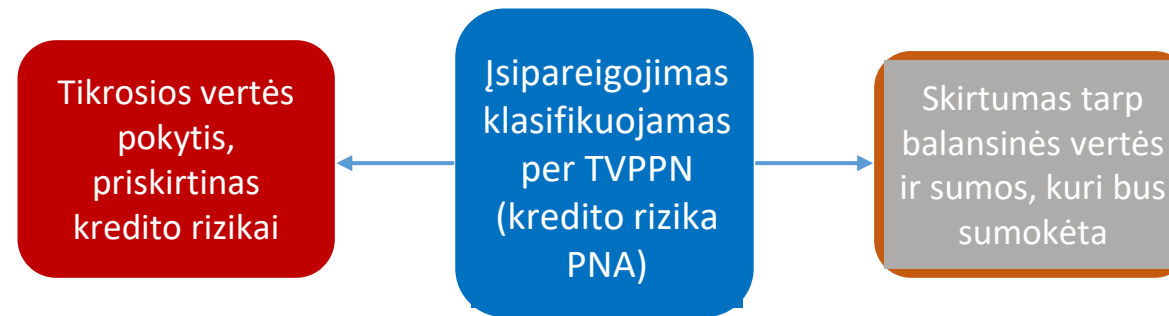 Tikrosios vertės
pokytis,
priskirtinas
kredito rizikai
Įsipareigojimas
klasifikuojamas
per TVPPN
(kredito rizika
PNA)
Skirtumas tarp
balansinės vertės
ir sumos, kuri bus
sumokėta